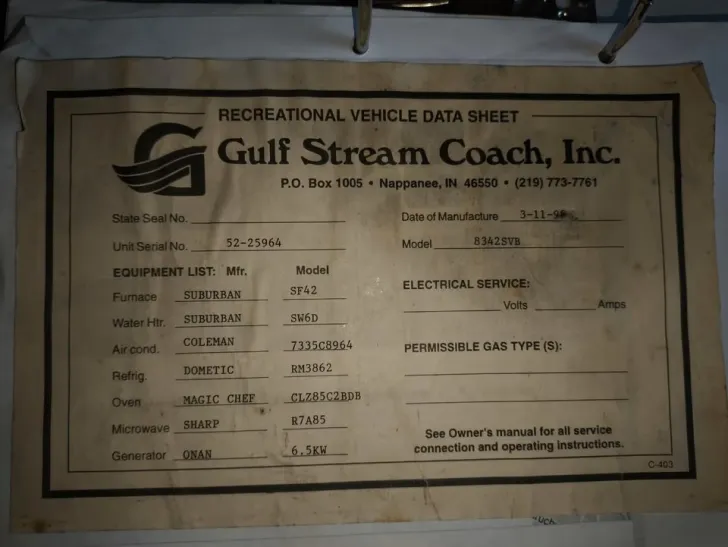 RECREATIONAL VEHICLE DATA SHEET
Gulf Stream Coach, Inc.
P.O. Box 1005 • Nappanee, IN 46550 • (219) 773-7761
State Seal No.
Date of Manufacture
Unit Serial No. 52-25964
Model 8342SVB
EQUIPMENT LIST: Mfr. Model
ELECTRICAL SERVICE:
Furnace SUBURBAN SF42
Volts Amps
Water Htr. SUBURBAN SW6D
Air cond. COLEMAN 7335C8964
PERMISSIBLE GAS TYPE (S):
Refrig. DOMETIC RM3862
Oven MAGIC CHEF CLZ85C2BDB
Microwave SHARP R7A85
Generator ONAN 6.5KW
See Owner's manual for all service
connection and operating instructions.
C-403